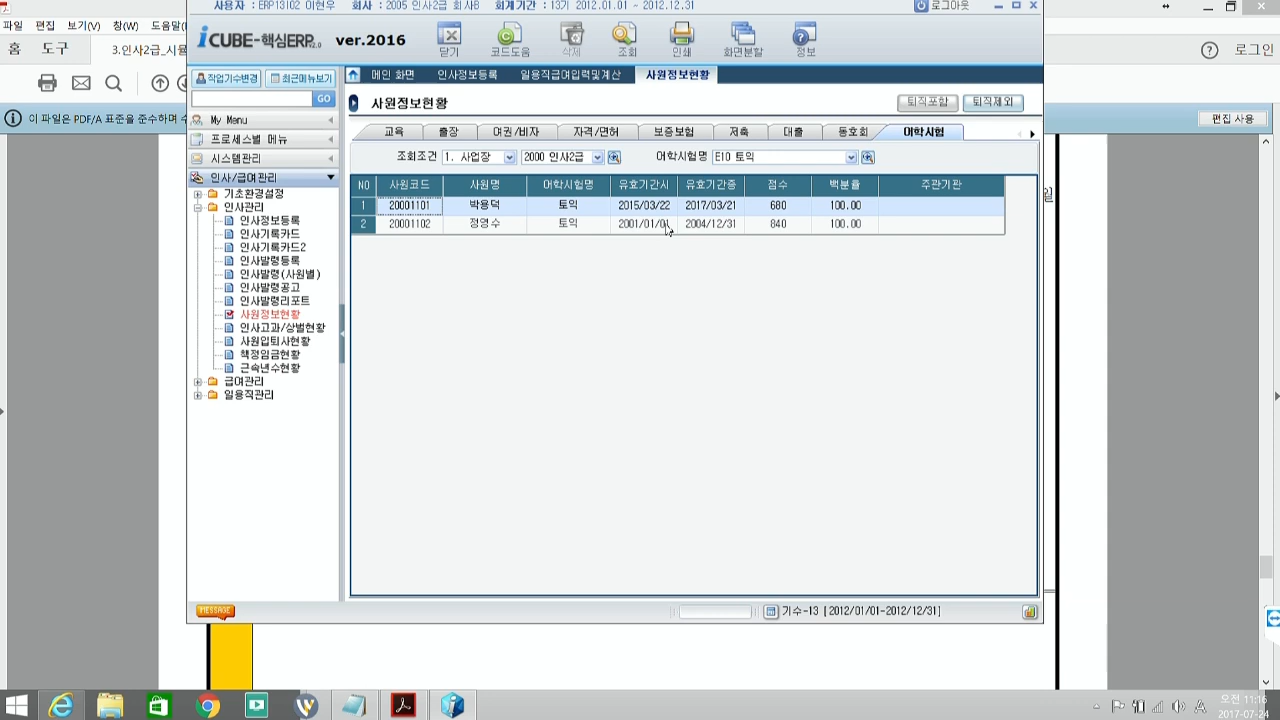 사용자 : ERP13102 이현우 회사 : 2005 인사2급 회사B 회계기간 : 13기 2012.01.01 ~ 2012.12.31 로그아웃
파일 편집 보기(V) 창(W) 도움말(
홈 도구 3.인사2급_시뮬 로그인
iCUBE-핵심ERP v2.0 ver.2016
닫기 코드도움 삭제 조회 인쇄 화면분할 정보
작업기수변경 최근메뉴보기
메인 화면 인사정보등록 일용직급여입력및계산 사원정보현황
GO
사원정보현황 퇴직포함 퇴직제외
이 파일은 PDF/A 표준을 준수하며 편집 사용
My Menu
프로세스별 메뉴
시스템관리
인사/급여관리
기초환경설정
인사관리
인사정보등록
인사기록카드
인사기록카드2
인사발령등록
인사발령(사원별)
인사발령공고
인사발령리포트
사원정보현황
인사고과/상벌현황
사원입퇴사현황
책정임금현황
근속년수현황
급여관리
일용직관리
교육 출장 여권/비자 자격/면허 보증보험 저축 대출 동호회 어학시험
조회조건 1. 사업장 2000 인사2급 어학시험명 E10 토익
NO 사원코드 사원명 어학시험명 유효기간시 유효기간종 점수 백분율 주관기관
1 20001101 박용덕 토익 2015/03/22 2017/03/21 680 100.00
2 20001102 정영수 토익 2001/01/01 2004/12/31 840 100.00
월
MESSAGE
기수-13 [2012/01/01-2012/12/31]
오전 11:16
2017-07-24